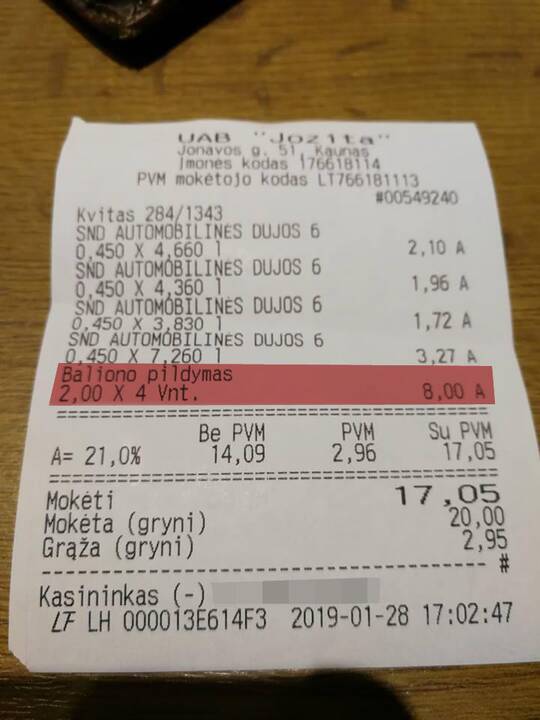 UAB "Jozita"
Jonavos g. 51, Kaunas
Įmonės kodas 176618114
PVM mokėtojo kodas LT766181113
#00549240
Kvitas 284/1343
SND AUTOMOBILINĖS DUJOS 6
0,450 X 4,660 l 2,10 A
SND AUTOMOBILINĖS DUJOS 6
0,450 X 4,360 l 1,96 A
SND AUTOMOBILINĖS DUJOS 6
0,450 X 3,830 l 1,72 A
SND AUTOMOBILINĖS DUJOS 6
0,450 X 7,260 l 3,27 A
Baliono pildymas
2,00 X 4 Vnt. 8,00 A
Be PVM PVM Su PVM
A= 21,0% 14,09 2,96 17,05
Mokėti 17,05
Mokėta (gryni) 20,00
Grąža (gryni) 2,95
#
Kasininkas (-)
LF LH 000013E614F3 2019-01-28 17:02:47